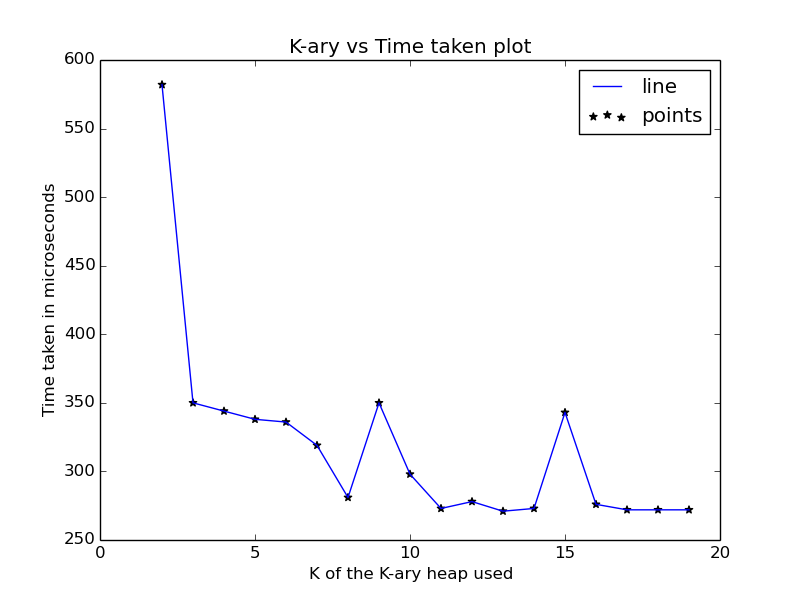 K-ary vs Time taken plot
line
points
600
550
500
450
400
350
300
250
Time taken in microseconds
0 5 10 15 20
K of the K-ary heap used